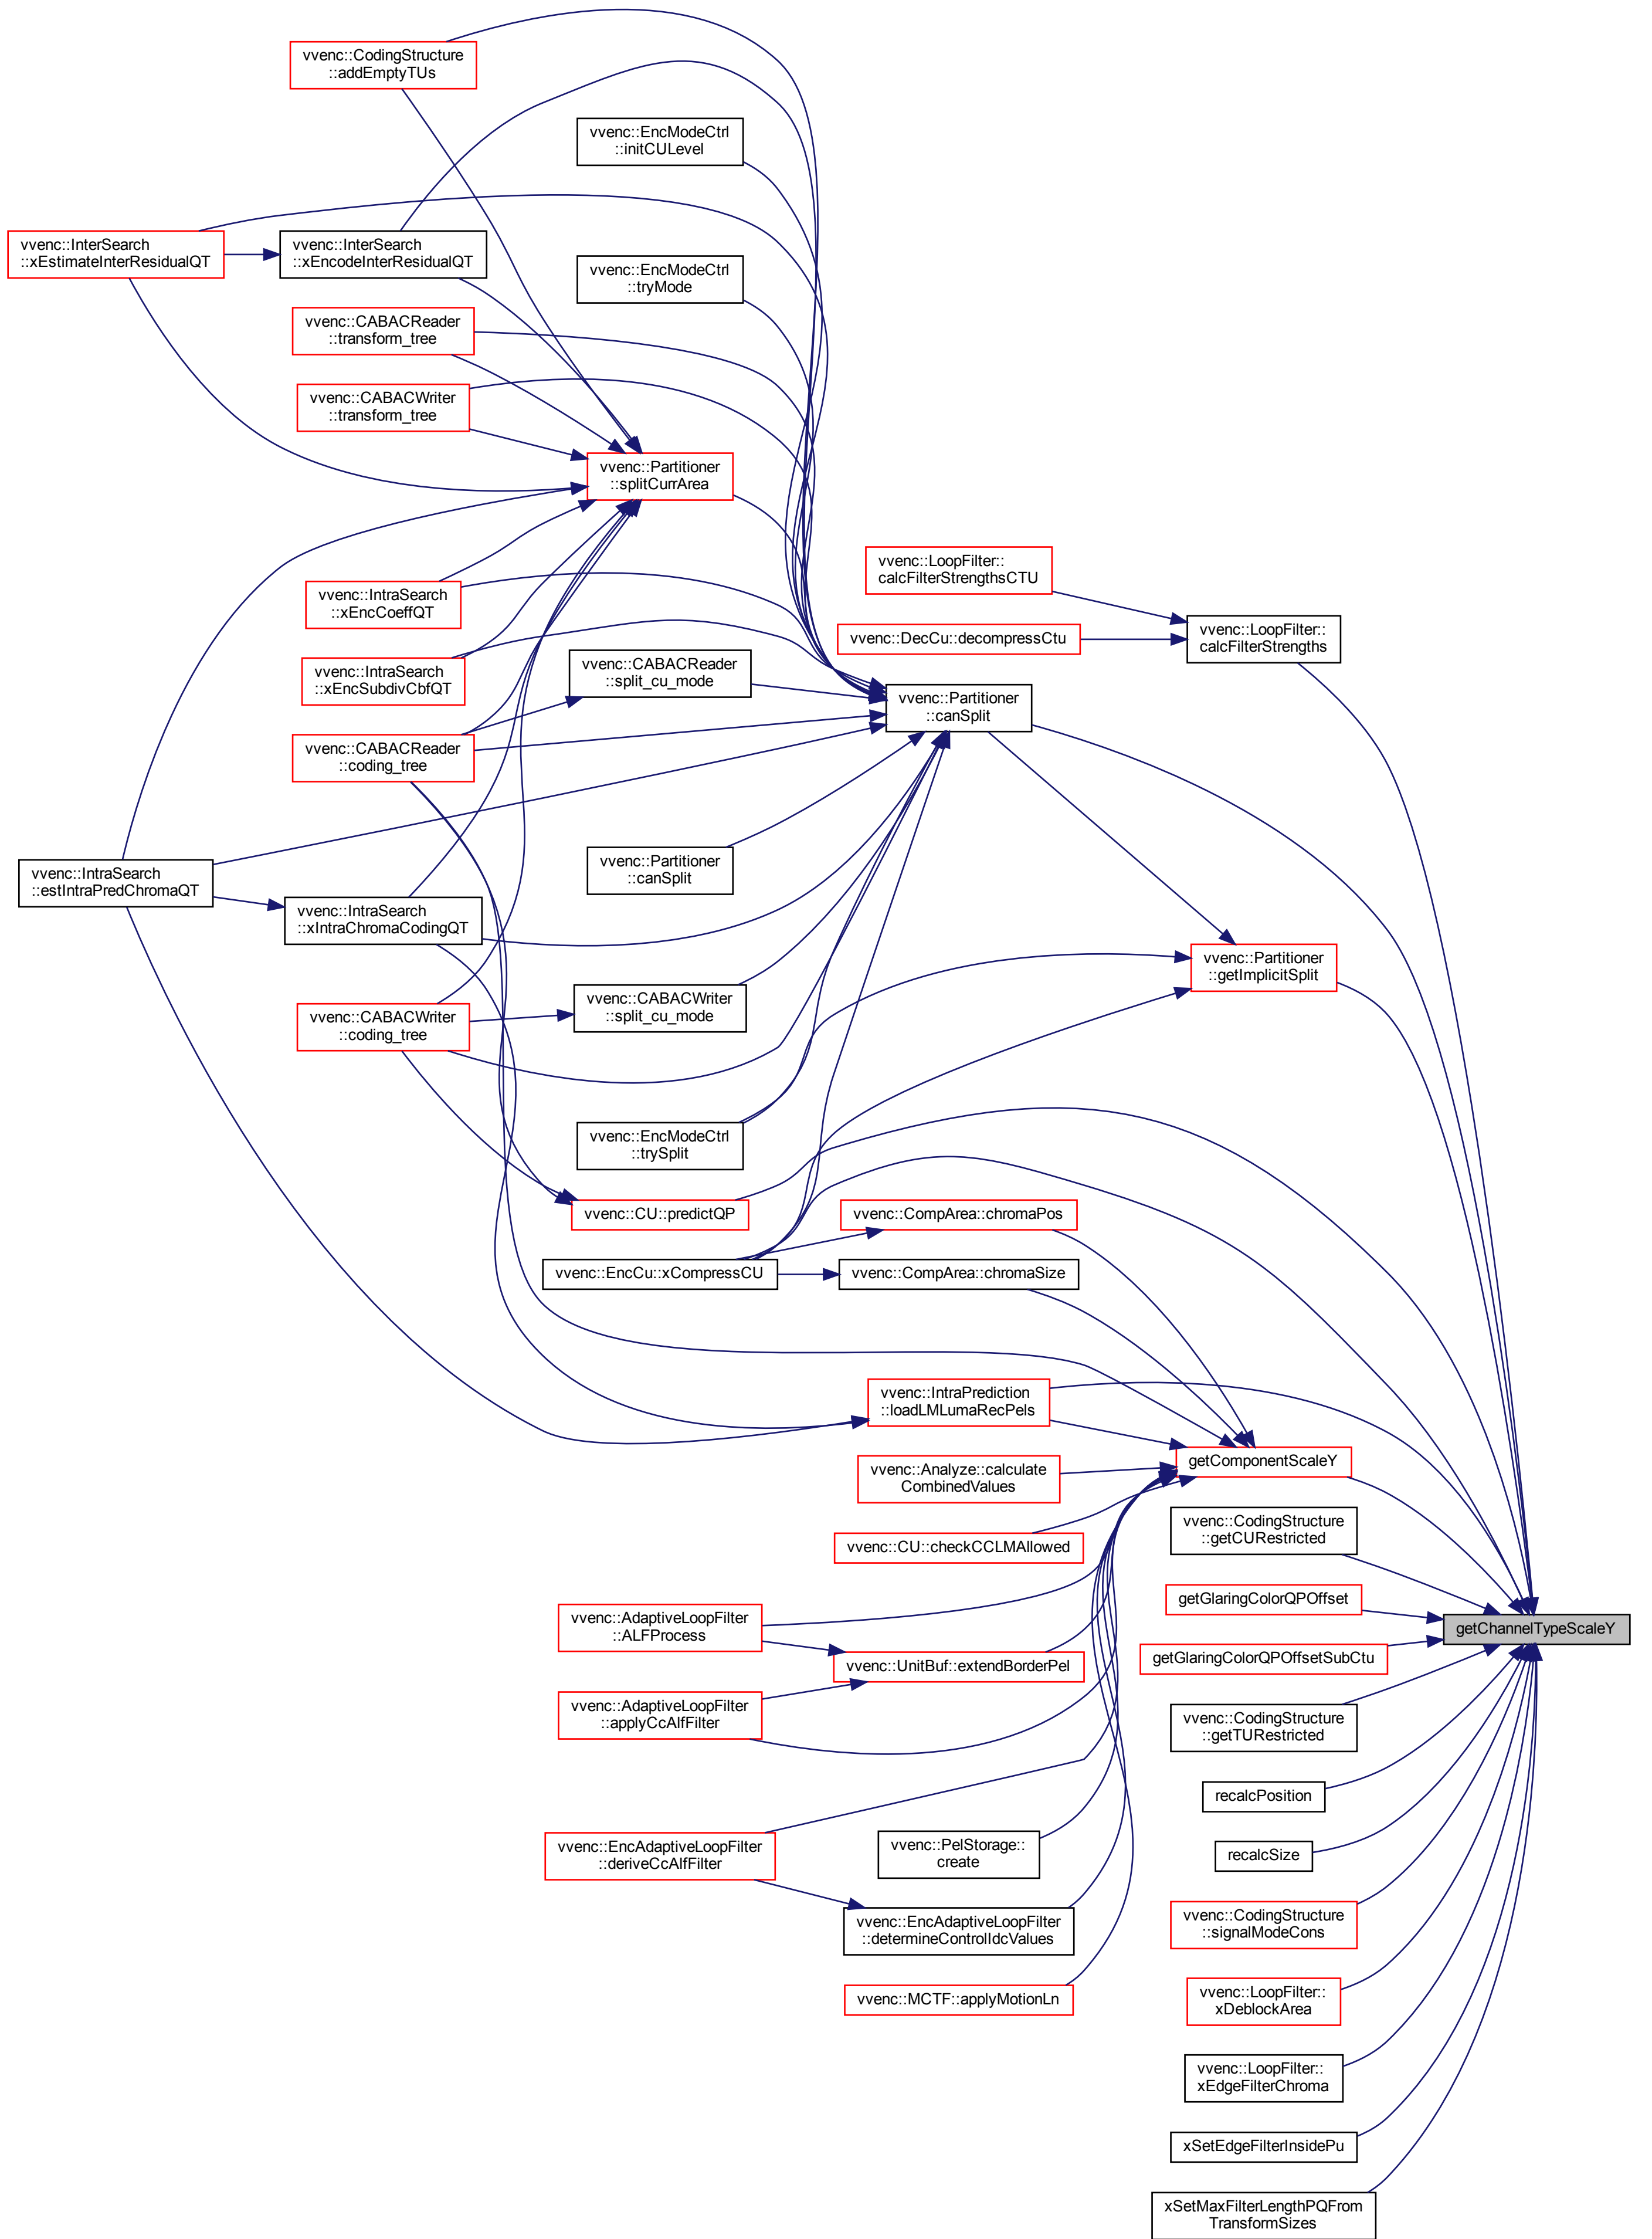 vvenc::CodingStructure
::addEmptyTUs
vvenc::EncModeCtrl
::initCULevel
vvenc::InterSearch
::xEstimateInterResidualQT
vvenc::InterSearch
::xEncodeInterResidualQT
vvenc::EncModeCtrl
::tryMode
vvenc::CABACReader
::transform_tree
vvenc::CABACWriter
::transform_tree
vvenc::Partitioner
::splitCurrArea
vvenc::LoopFilter::
calcFilterStrengthsCTU
vvenc::IntraSearch
::xEncCoeffQT
vvenc::DecCu::decompressCtu
vvenc::LoopFilter::
calcFilterStrengths
vvenc::IntraSearch
::xEncSubdivCbfQT
vvenc::CABACReader
::split_cu_mode
vvenc::Partitioner
::canSplit
vvenc::CABACReader
::coding_tree
vvenc::Partitioner
::canSplit
vvenc::IntraSearch
::estIntraPredChromaQT
vvenc::IntraSearch
::xIntraChromaCodingQT
vvenc::Partitioner
::getImplicitSplit
vvenc::CABACWriter
::split_cu_mode
vvenc::CABACWriter
::coding_tree
vvenc::EncModeCtrl
::trySplit
vvenc::CU::predictQP
vvenc::CompArea::chromaPos
vvenc::EncCu::xCompressCU
vvenc::CompArea::chromaSize
vvenc::IntraPrediction
::loadLMLumaRecPels
getComponentScaleY
vvenc::Analyze::calculate
CombinedValues
vvenc::CodingStructure
::getCURestricted
vvenc::CU::checkCCLMAllowed
getGlaringColorQPOffset
vvenc::AdaptiveLoopFilter
::ALFProcess
getChannelTypeScaleY
getGlaringColorQPOffsetSubCtu
vvenc::UnitBuf::extendBorderPel
vvenc::AdaptiveLoopFilter
::applyCcAlfFilter
vvenc::CodingStructure
::getTURestricted
recalcPosition
vvenc::EncAdaptiveLoopFilter
::deriveCcAlfFilter
vvenc::PelStorage::
create
recalcSize
vvenc::EncAdaptiveLoopFilter
::determineControlIdcValues
vvenc::CodingStructure
::signalModeCons
vvenc::MCTF::applyMotionLn
vvenc::LoopFilter::
xDeblockArea
vvenc::LoopFilter::
xEdgeFilterChroma
xSetEdgeFilterInsidePu
xSetMaxFilterLengthPQFrom
TransformSizes